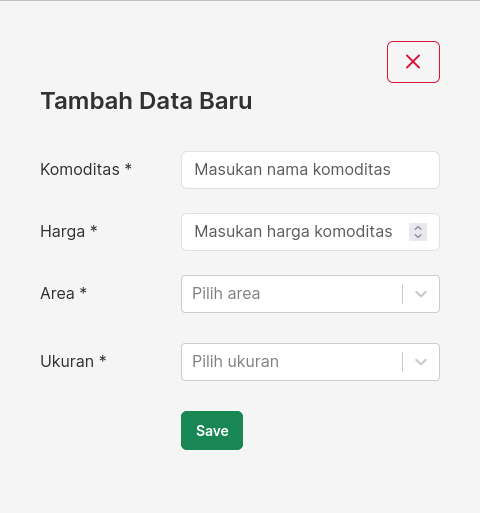 Tambah Data Baru
Komoditas * Masukan nama komoditas
Harga * Masukan harga komoditas
Area * Pilih area
Ukuran * Pilih ukuran
Save